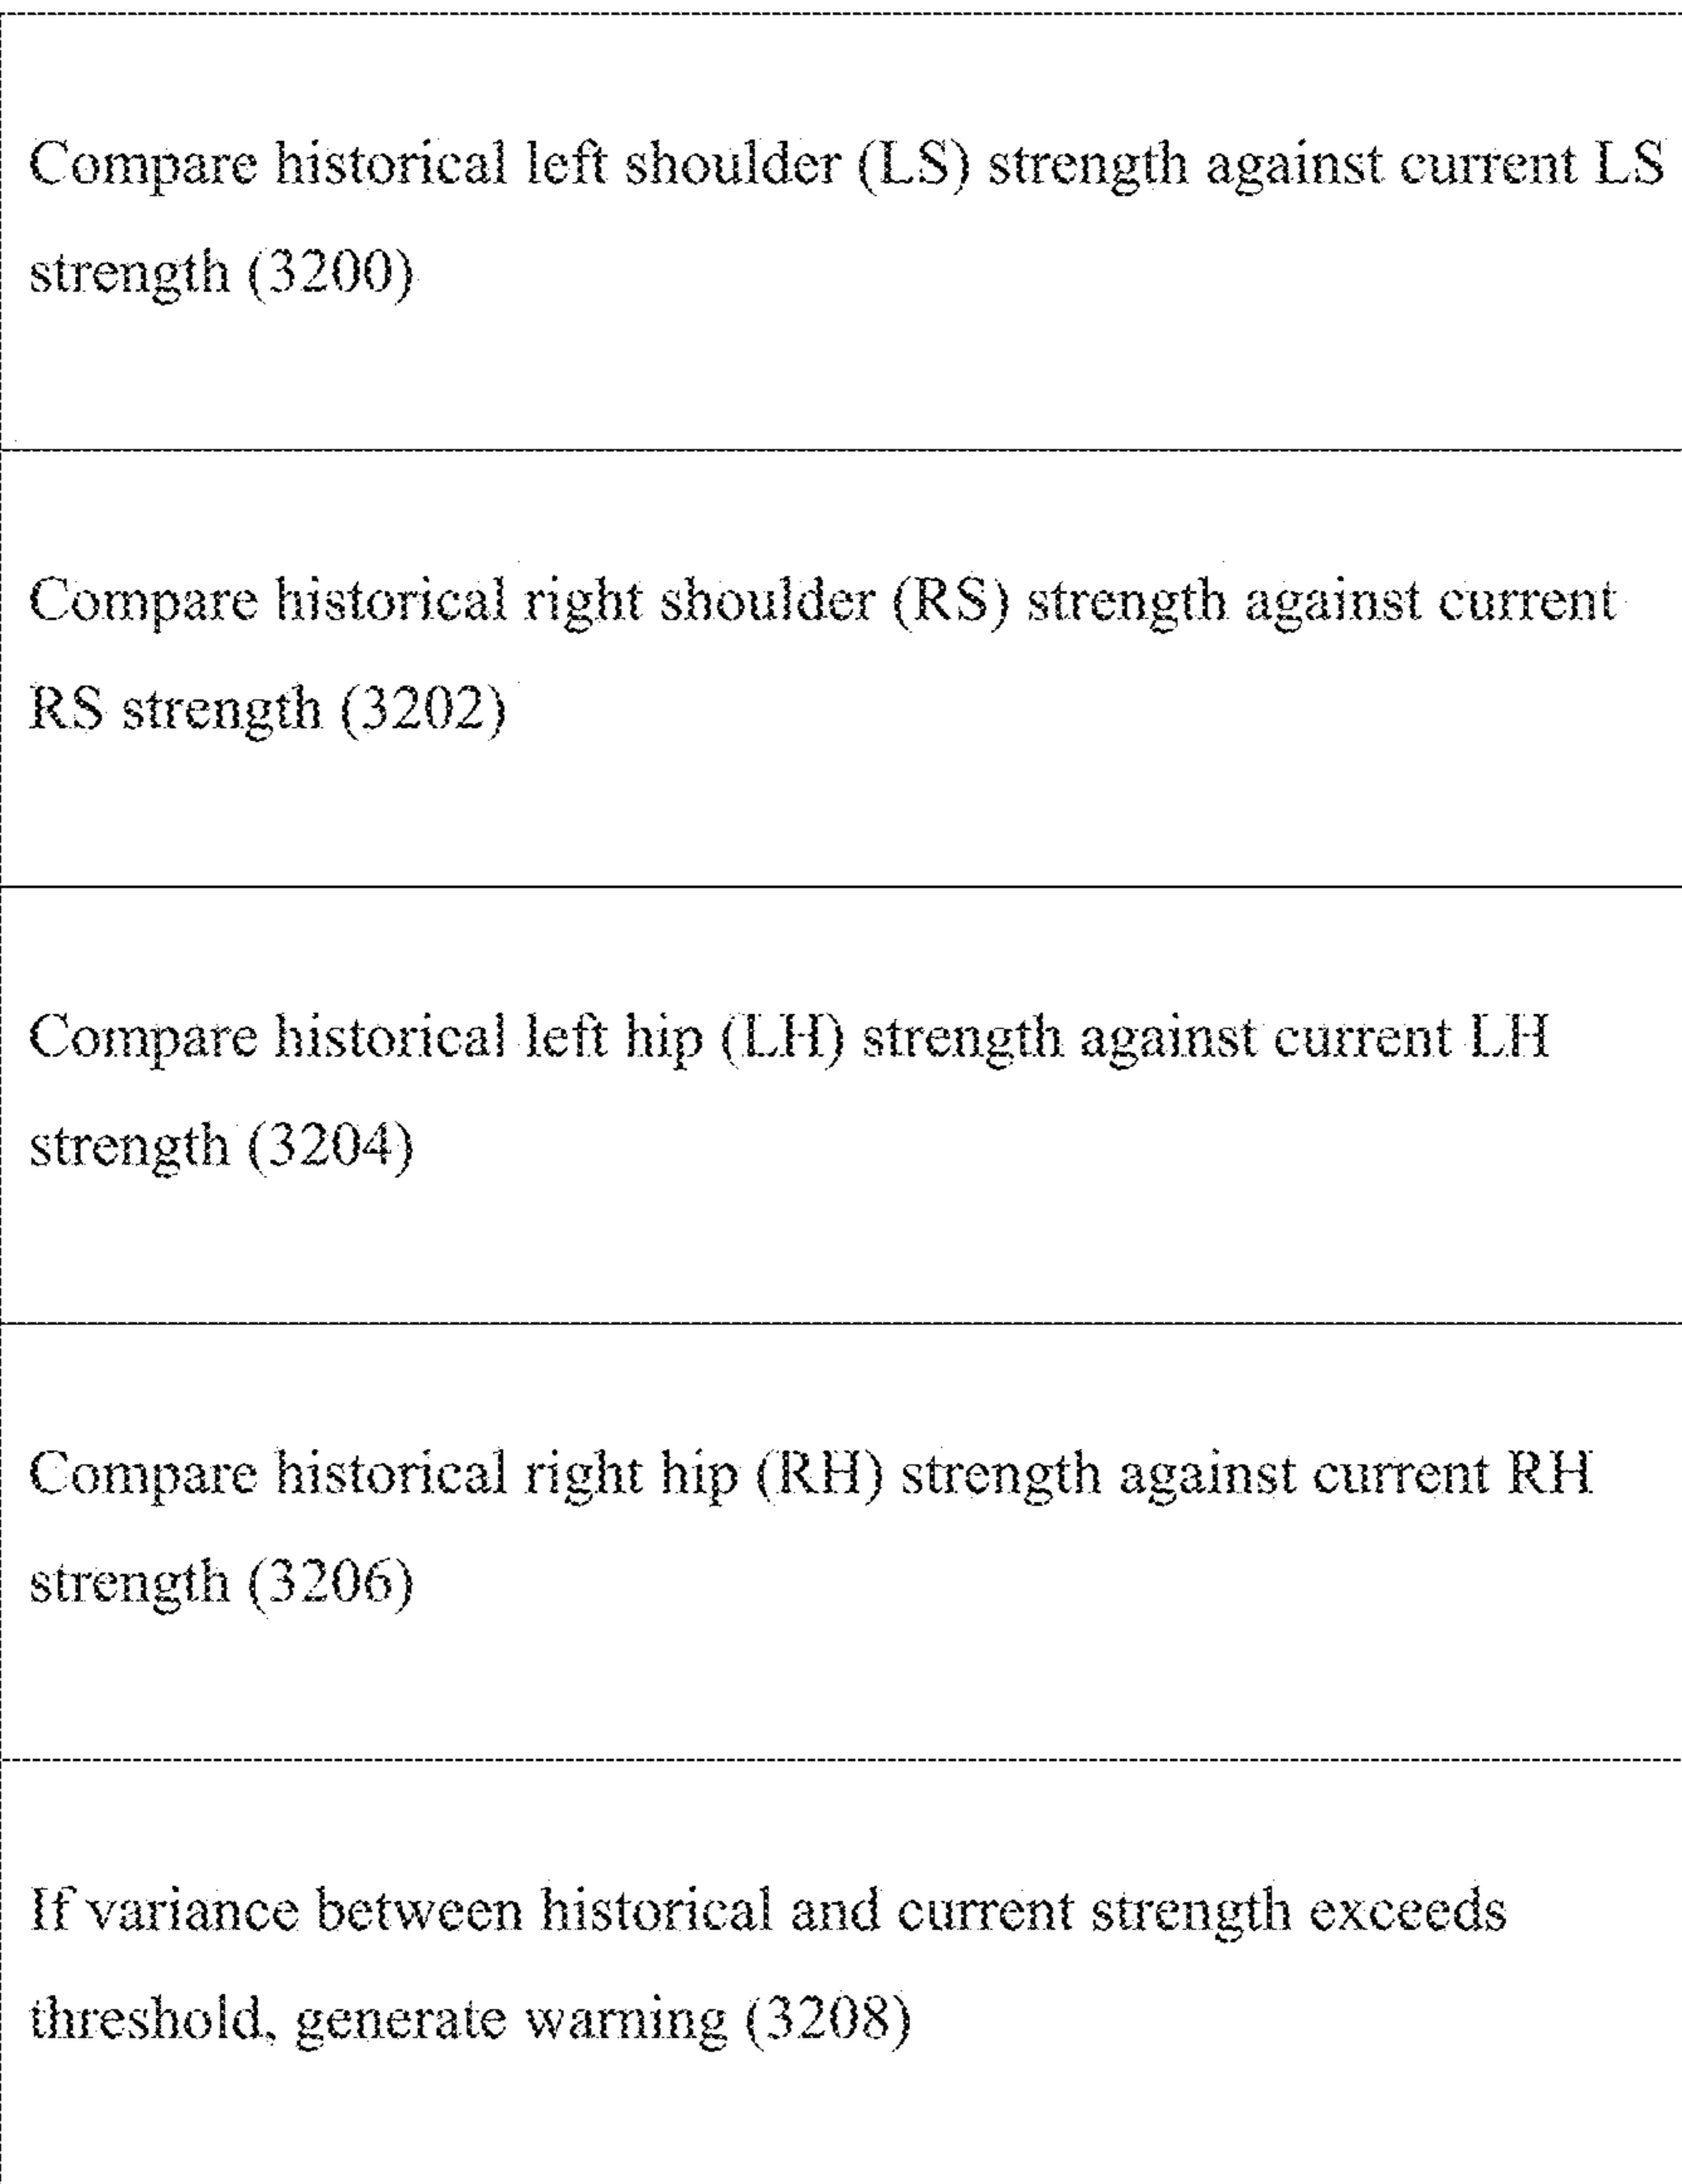 Compare historical left shoulder (LS) strength against current LS
strength (3200)
Compare historical right shoulder (RS) strength against current
RS strength (3202)
Compare historical left hip (LH) strength against current LH
strength (3204)
Compare historical right hip (RH) strength against current RH
strength (3206)
If variance between historical and current strength exceeds
threshold, generate warning (3208)